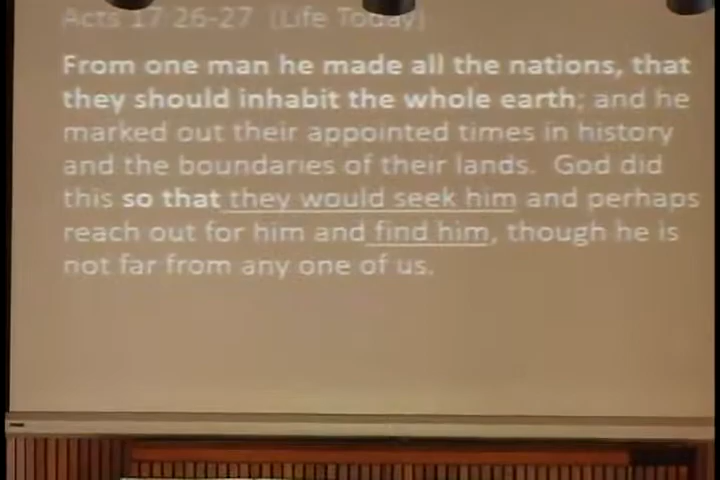 Acts 17:26-27 (Life Today)
From one man he made all the nations, that
they should inhabit the whole earth; and he
marked out their appointed times in history
and the boundaries of their lands. God did
this so that they would seek him and perhaps
reach out for him and find him, though he is
not far from any one of us.